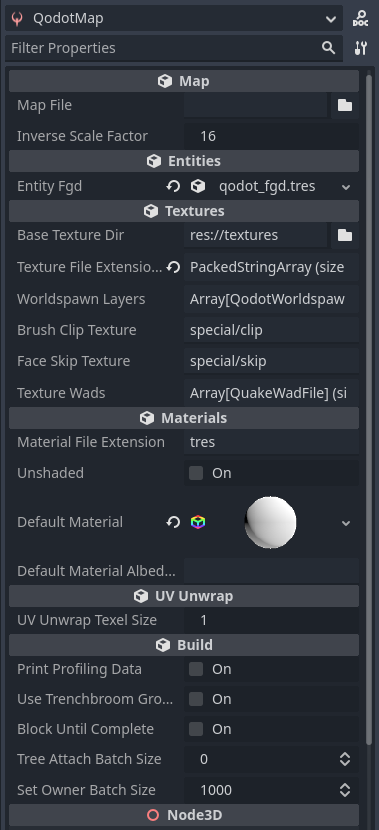 QodotMap
DOC
Filter Properties
Map
Map File
Inverse Scale Factor 16
Entities
Entity Fgd qodot_fgd.tres
Textures
Base Texture Dir res://textures
Texture File Extensio... PackedStringArray (size
Worldspawn Layers Array[QodotWorldspaw
Brush Clip Texture special/clip
Face Skip Texture special/skip
Texture Wads Array[QuakeWadFile] (si
Materials
Material File Extension tres
Unshaded On
Default Material
Default Material Albed...
UV Unwrap
UV Unwrap Texel Size 1
Build
Print Profiling Data On
Use Trenchbroom Gro... On
Block Until Complete On
Tree Attach Batch Size 0
Set Owner Batch Size 1000
Node3D